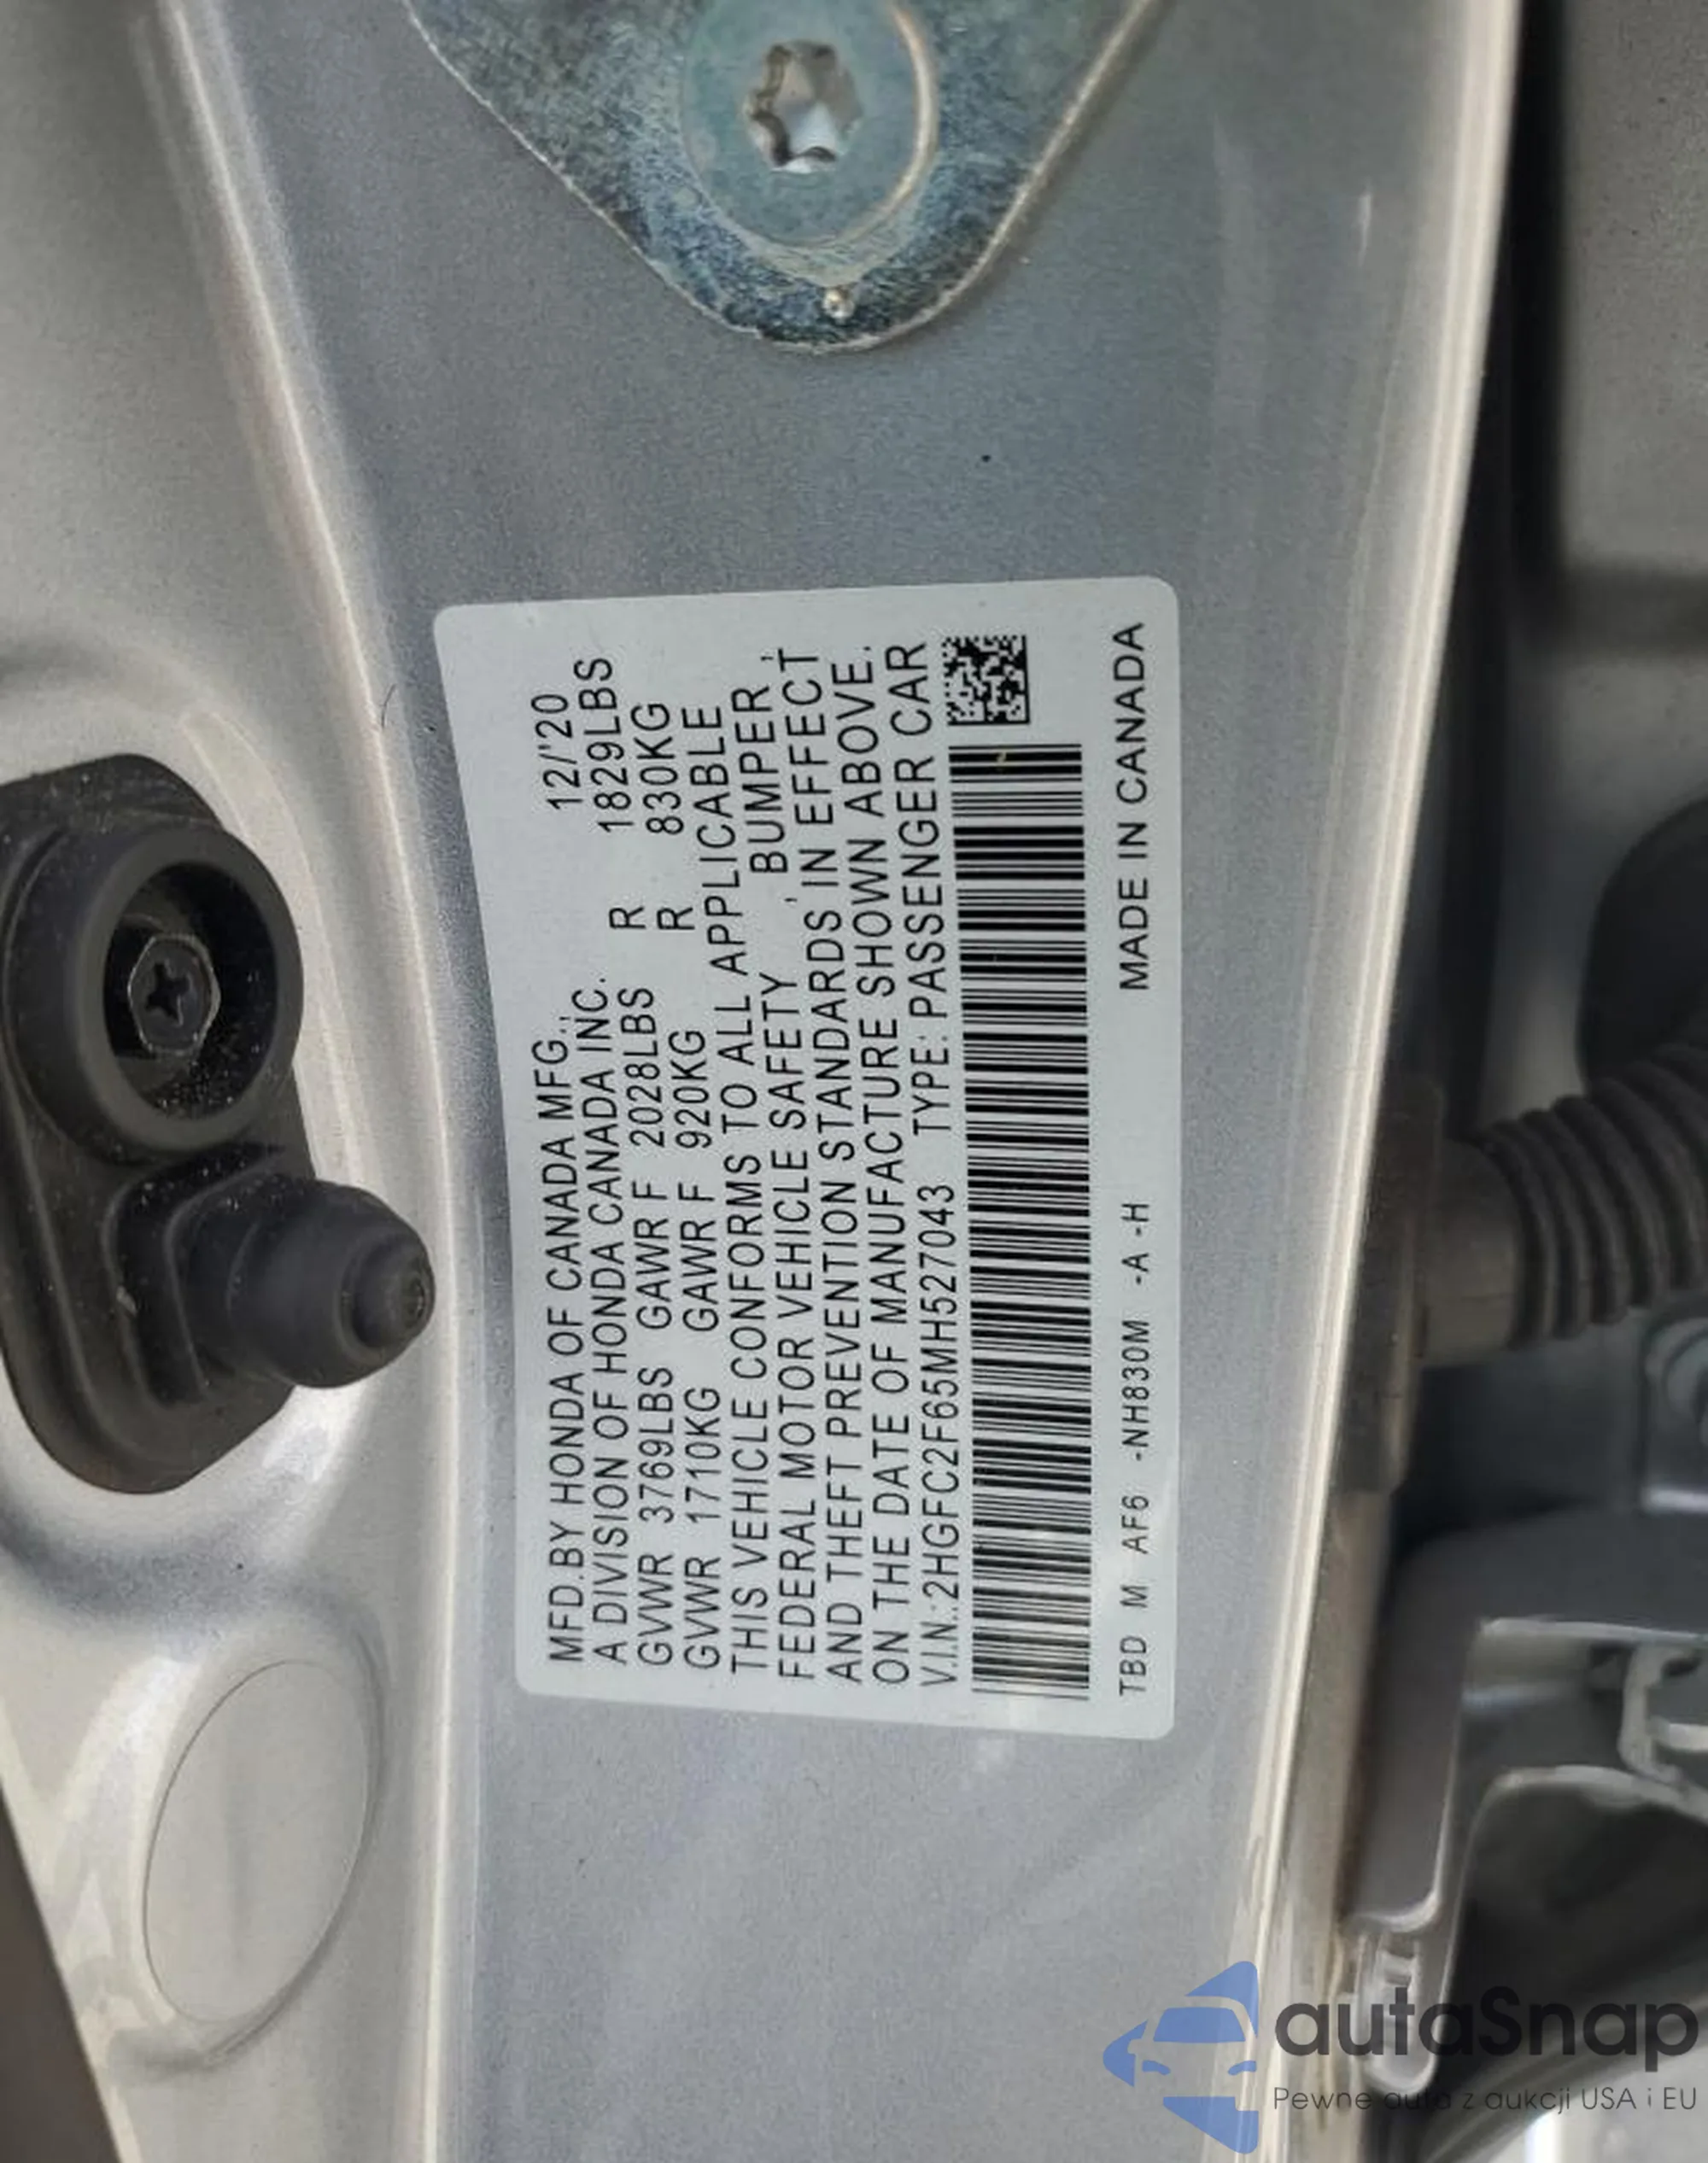 MFD.BY HONDA OF CANADA MFG., 12/'20
A DIVISION OF HONDA CANADA INC.
GVWR 3769LBS GAWR F 2028LBS R 1829LBS
GVWR 1710KG GAWR F 920KG R 830KG
THIS VEHICLE CONFORMS TO ALL APPLICABLE
FEDERAL MOTOR VEHICLE SAFETY , BUMPER ,
AND THEFT PREVENTION STANDARDS IN EFFECT
ON THE DATE OF MANUFACTURE SHOWN ABOVE.
V.I.N.:2HGFC2F65MH527043 TYPE: PASSENGER CAR
TBD M AF6 -NH830M -A -H MADE IN CANADA
autaSnap
Pewne auta z aukcji USA i EU